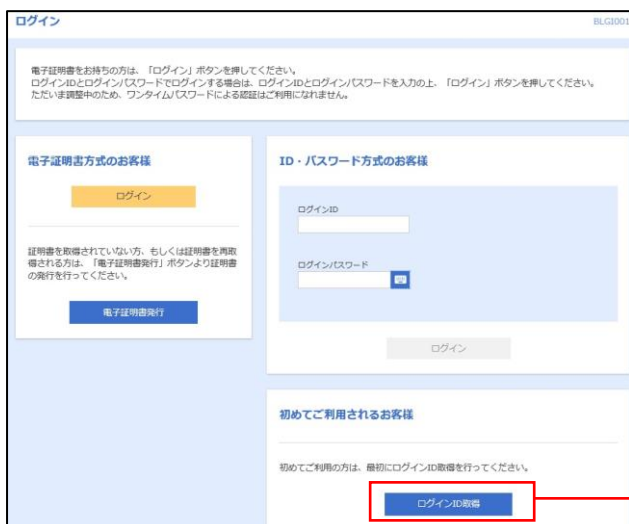 ログイン
BLGI001
電子証明書をお持ちの方は、「ログイン」ボタンを押してください。
ログインIDとログインパスワードでログインする場合は、ログインIDとログインパスワードを入力の上、「ログイン」ボタンを押してください。
ただいま調整中のため、ワンタイムパスワードによる認証はご利用になれません。
電子証明書方式のお客様
ログイン
証明書を取得されていない方、もしくは証明書を再取
得される方は、「電子証明書発行」ボタンより証明書
の発行を行ってください。
電子証明書発行
ID・パスワード方式のお客様
ログインID
ログインパスワード
ログイン
初めてご利用されるお客様
初めてご利用の方は、最初にログインID取得を行ってください。
ログインID取得